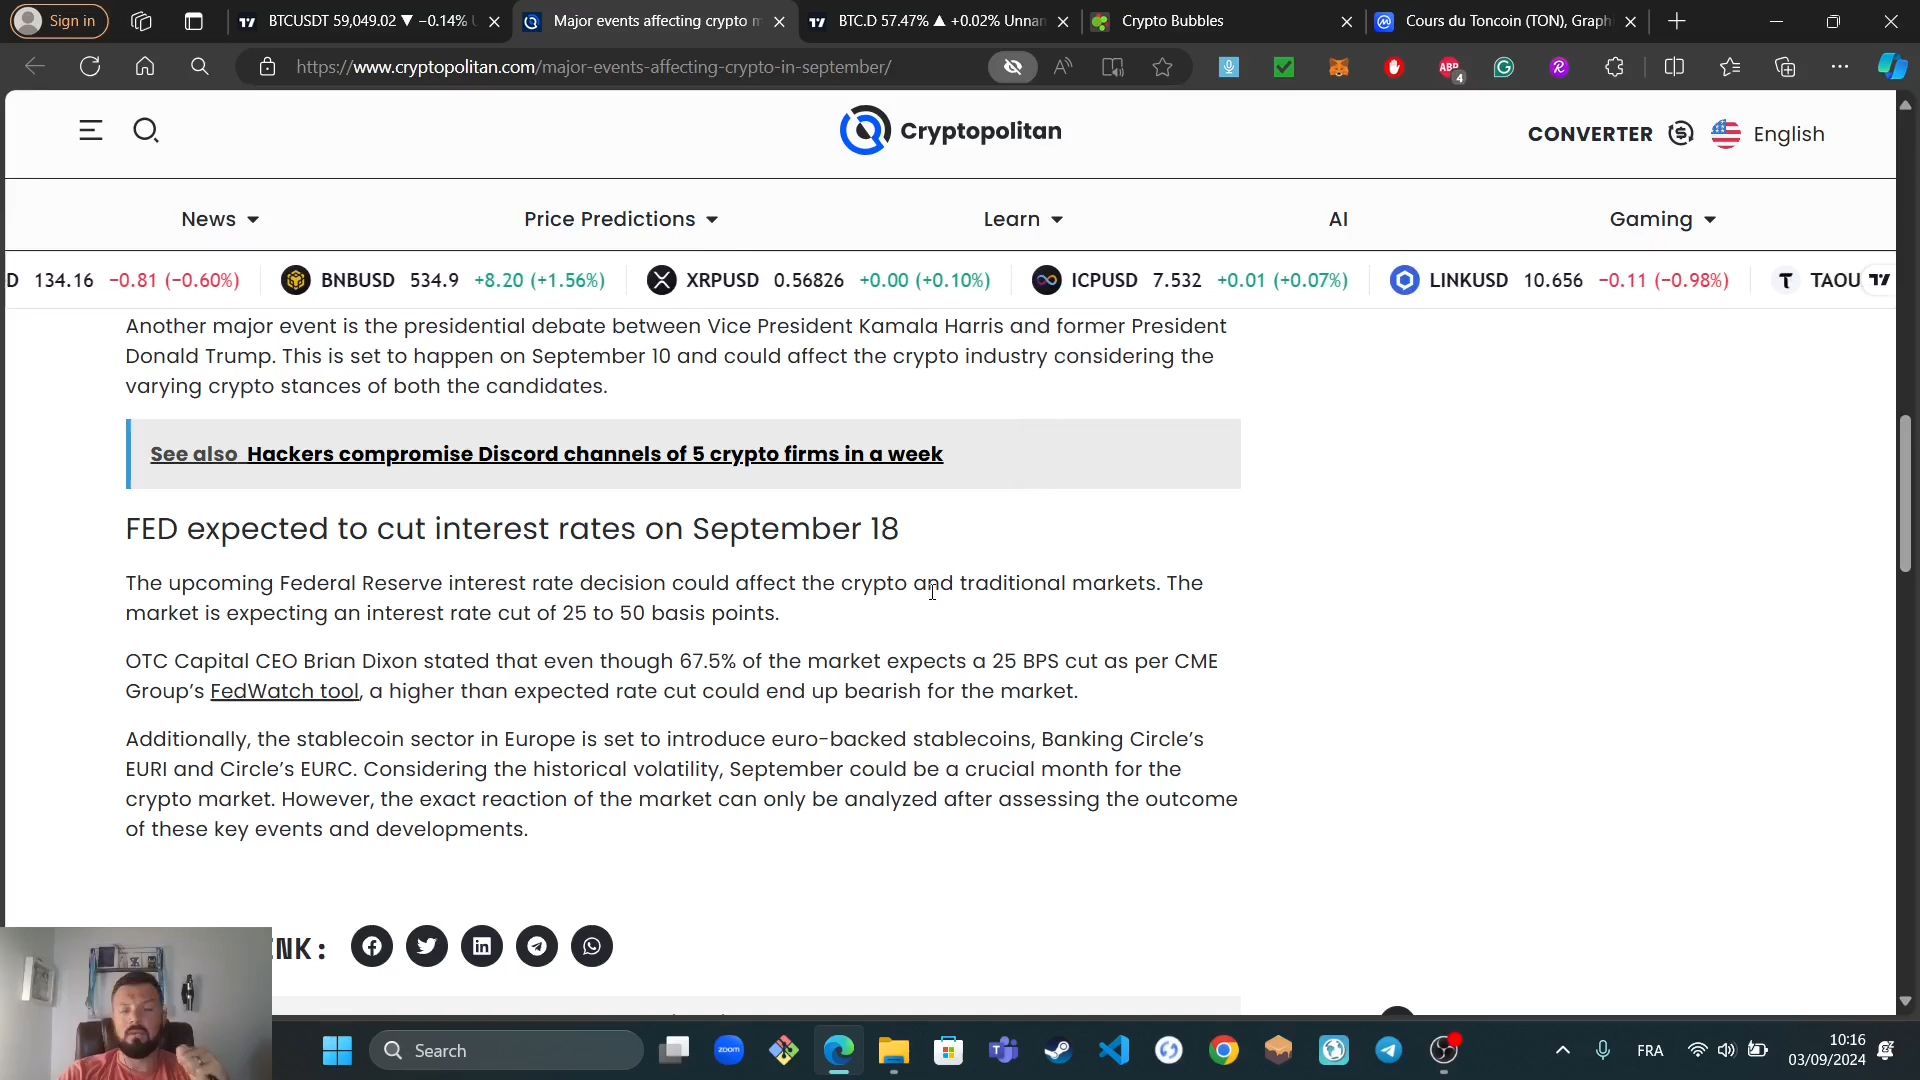 Sign in
BTCUSDT 59,049.02 ▼ −0.14%
Major events affecting crypto
BTC.D 57.47% ▲ +0.02%
Crypto Bubbles
Cours du Toncoin (TON),
https://www.cryptopolitan.com/major-events-affecting-crypto-in-september/
ABP 4
Cryptopolitan
CONVERTER
English
News
Price Predictions
Learn
AI
Gaming
D 134.16 −0.81 (−0.60%)
BNBUSD 534.9 +8.20 (+1.56%)
XRPUSD 0.56826 +0.00 (+0.10%)
ICPUSD 7.532 +0.01 (+0.07%)
LINKUSD 10.656 −0.11 (−0.98%)
TAOU
Another major event is the presidential debate between Vice President Kamala Harris and former President
Donald Trump. This is set to happen on September 10 and could affect the crypto industry considering the
varying crypto stances of both the candidates.
See also Hackers compromise Discord channels of 5 crypto firms in a week
FED expected to cut interest rates on September 18
The upcoming Federal Reserve interest rate decision could affect the crypto and traditional markets. The
market is expecting an interest rate cut of 25 to 50 basis points.
OTC Capital CEO Brian Dixon stated that even though 67.5% of the market expects a 25 BPS cut as per CME
Group’s FedWatch tool, a higher than expected rate cut could end up bearish for the market.
Additionally, the stablecoin sector in Europe is set to introduce euro-backed stablecoins, Banking Circle’s
EURI and Circle’s EURC. Considering the historical volatility, September could be a crucial month for the
crypto market. However, the exact reaction of the market can only be analyzed after assessing the outcome
of these key events and developments.
NK:
Search
zoom
FRA
10:16
03/09/2024